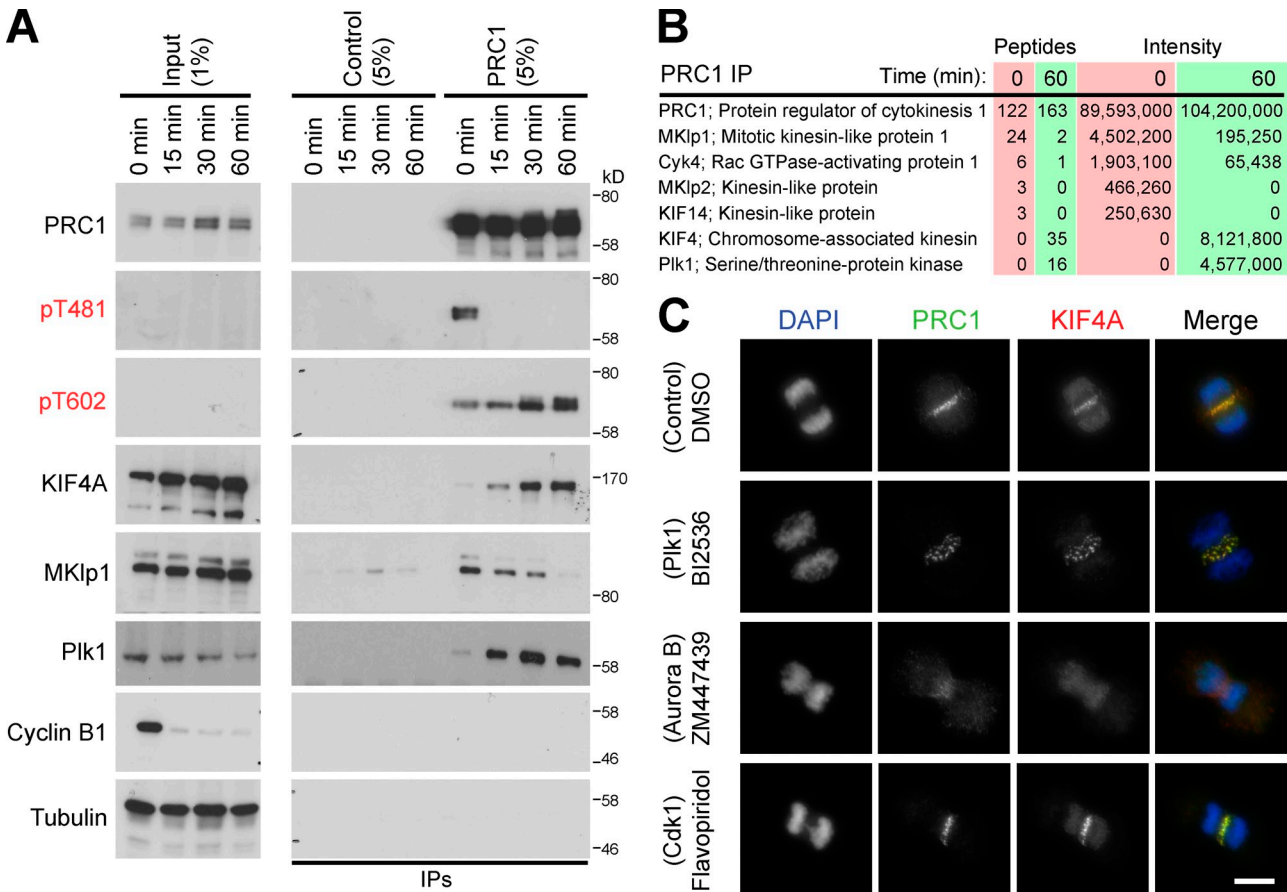 A
Input (1%)
Control (5%)
PRC1 (5%)
0 min
15 min
30 min
60 min
0 min
15 min
30 min
60 min
0 min
15 min
30 min
60 min
kD
PRC1
-80
-58
pT481
-80
-58
pT602
-80
-58
KIF4A
-170
MKlp1
-80
Plk1
-58
Cyclin B1
-58
-46
Tubulin
-58
-46
IPs
B
Peptides Intensity
PRC1 IP Time (min): 0 60 0 60
PRC1; Protein regulator of cytokinesis 1 122 163 89,593,000 104,200,000
MKlp1; Mitotic kinesin-like protein 1 24 2 4,502,200 195,250
Cyk4; Rac GTPase-activating protein 1 6 1 1,903,100 65,438
MKlp2; Kinesin-like protein 3 0 466,260 0
KIF14; Kinesin-like protein 3 0 250,630 0
KIF4; Chromosome-associated kinesin 0 35 0 8,121,800
Plk1; Serine/threonine-protein kinase 0 16 0 4,577,000
C
DAPI PRC1 KIF4A Merge
(Control)
DMSO
(Plk1)
BI2536
(Aurora B)
ZM447439
(Cdk1)
Flavopiridol